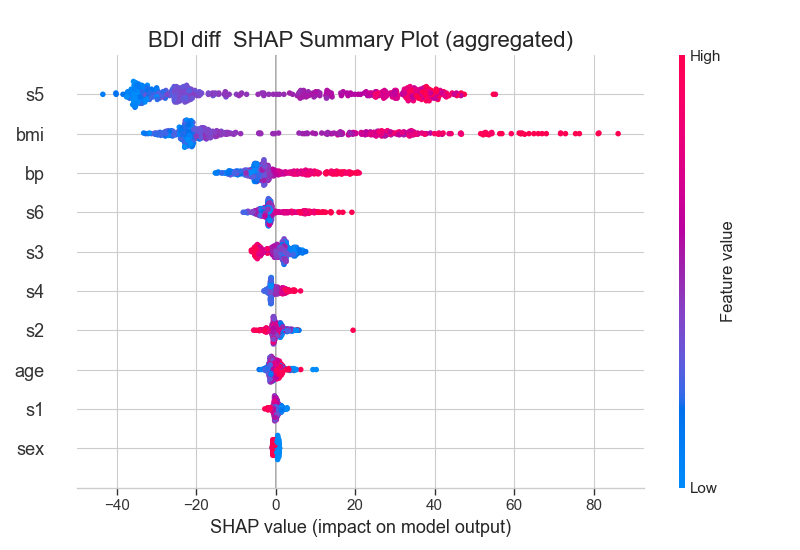 BDI diff  SHAP Summary Plot (aggregated)
High
s5
bmi
bp
s6
s3
s4
s2
age
s1
sex
Feature value
Low
−40 −20 0 20 40 60 80
SHAP value (impact on model output)